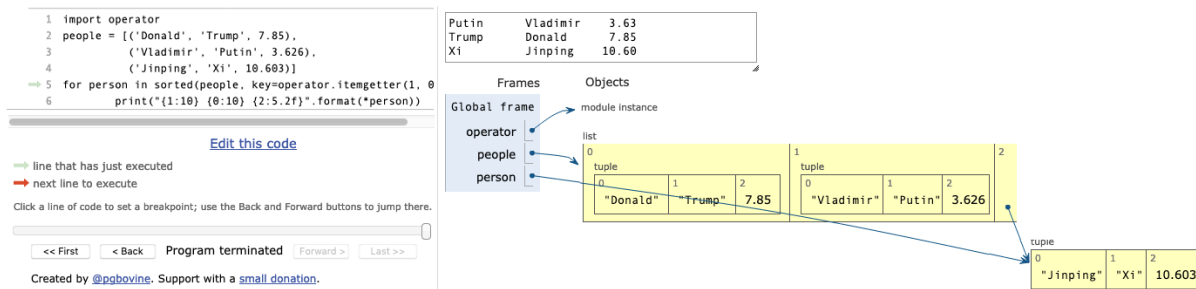 1 import operator
2 people = [('Donald', 'Trump', 7.85),
3 ('Vladimir', 'Putin', 3.626),
4 ('Jinping', 'Xi', 10.603)]
5 for person in sorted(people, key=operator.itemgetter(1, 0
6 print("{1:10} {0:10} {2:5.2f}".format(*person))
Edit this code
line that has just executed
next line to execute
Click a line of code to set a breakpoint; use the Back and Forward buttons to jump there.
<< First < Back Program terminated Forward > Last >>
Created by @pgbovine. Support with a small donation.
Putin Vladimir 3.63
Trump Donald 7.85
Xi Jinping 10.60
Frames Objects
Global frame
operator
people
person
module instance
list
0 1 2
tuple tuple
0 1 2 0 1 2
"Donald" "Trump" 7.85 "Vladimir" "Putin" 3.626
tuple
0 1 2
"Jinping" "Xi" 10.603